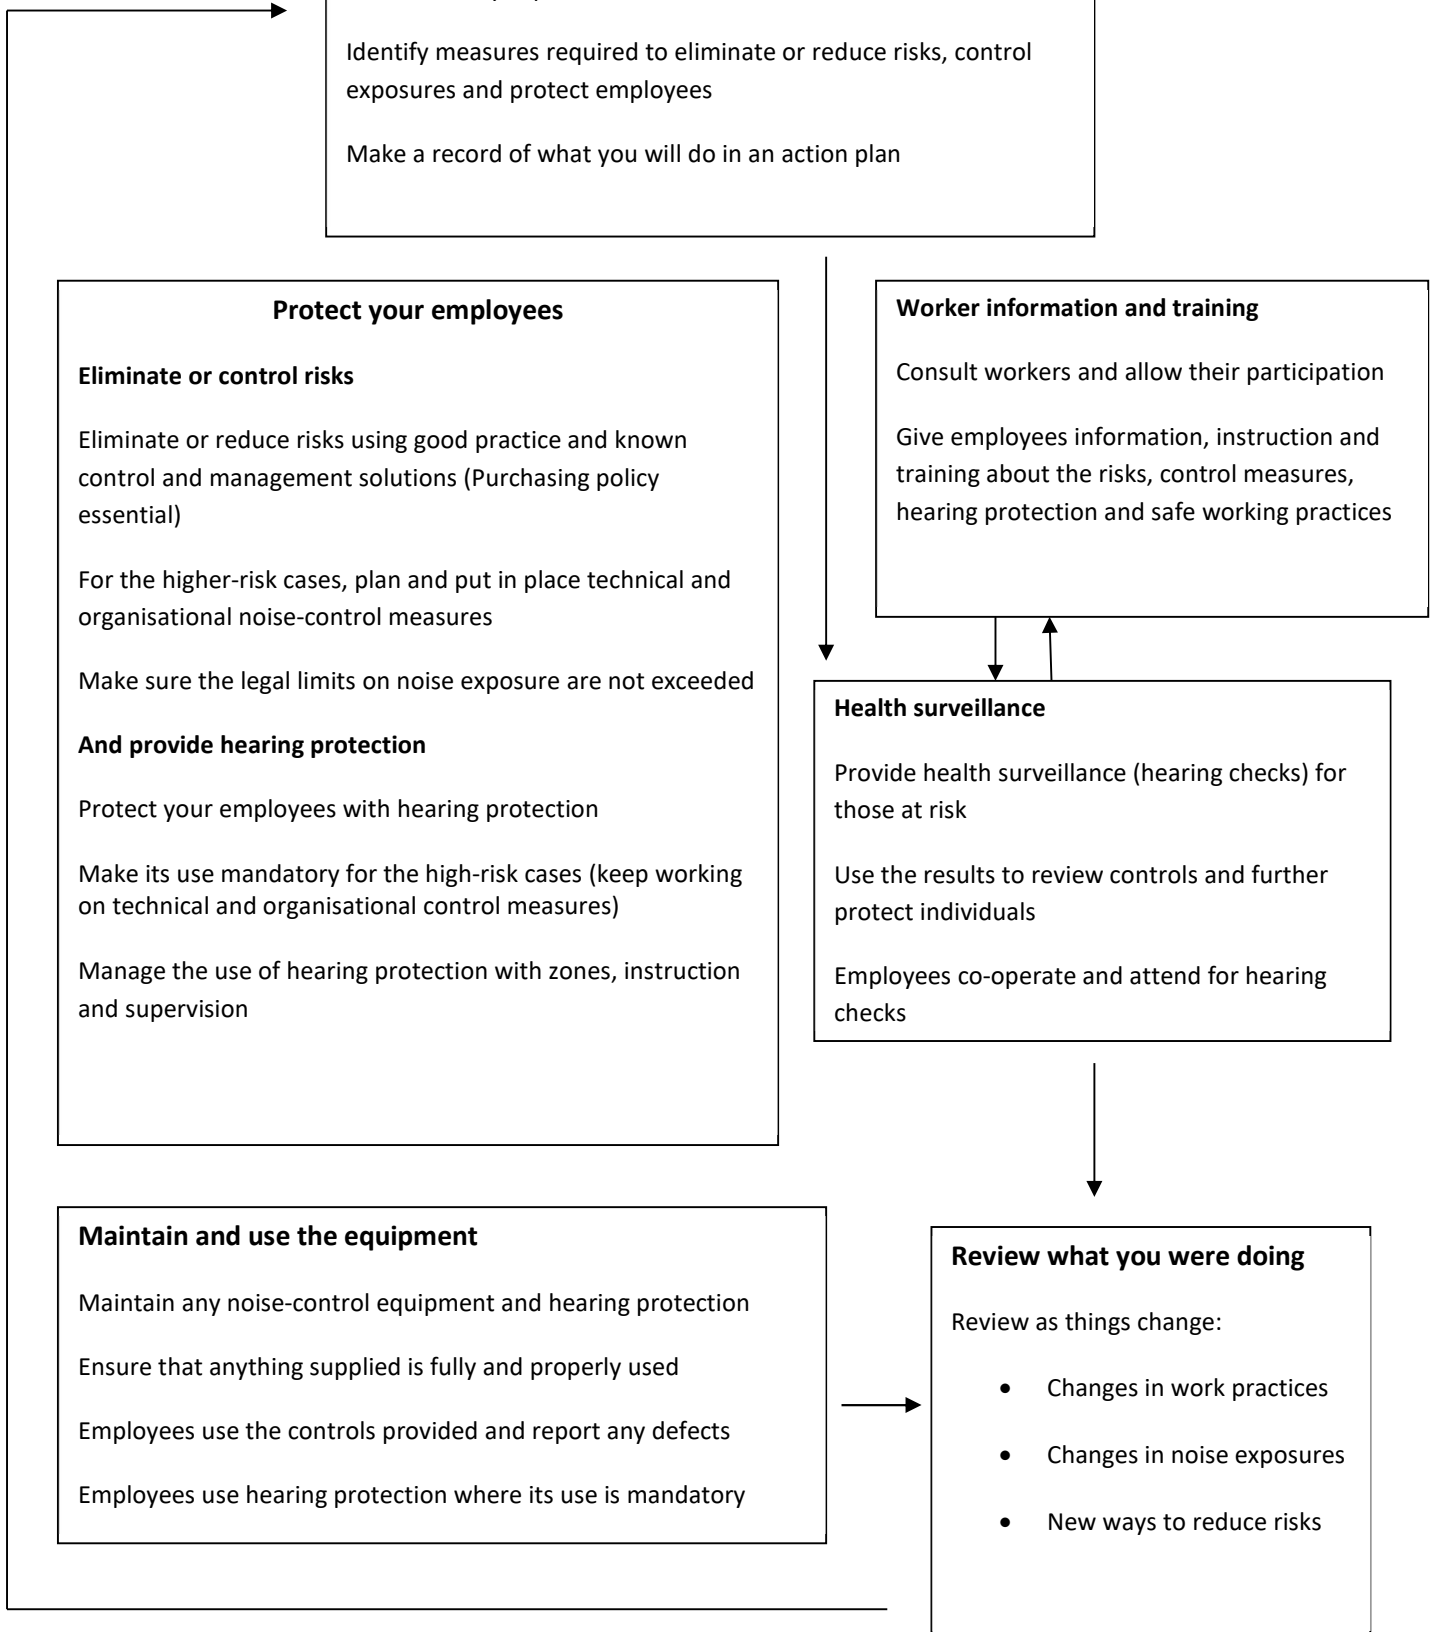 Identify measures required to eliminate or reduce risks, control
exposures and protect employees
Make a record of what you will do in an action plan
Protect your employees
Eliminate or control risks
Eliminate or reduce risks using good practice and known
control and management solutions (Purchasing policy
essential)
For the higher-risk cases, plan and put in place technical and
organisational noise-control measures
Make sure the legal limits on noise exposure are not exceeded
And provide hearing protection
Protect your employees with hearing protection
Make its use mandatory for the high-risk cases (keep working
on technical and organisational control measures)
Manage the use of hearing protection with zones, instruction
and supervision
Worker information and training
Consult workers and allow their participation
Give employees information, instruction and
training about the risks, control measures,
hearing protection and safe working practices
Health surveillance
Provide health surveillance (hearing checks) for
those at risk
Use the results to review controls and further
protect individuals
Employees co-operate and attend for hearing
checks
Maintain and use the equipment
Maintain any noise-control equipment and hearing protection
Ensure that anything supplied is fully and properly used
Employees use the controls provided and report any defects
Employees use hearing protection where its use is mandatory
Review what you were doing
Review as things change:
• Changes in work practices
• Changes in noise exposures
• New ways to reduce risks